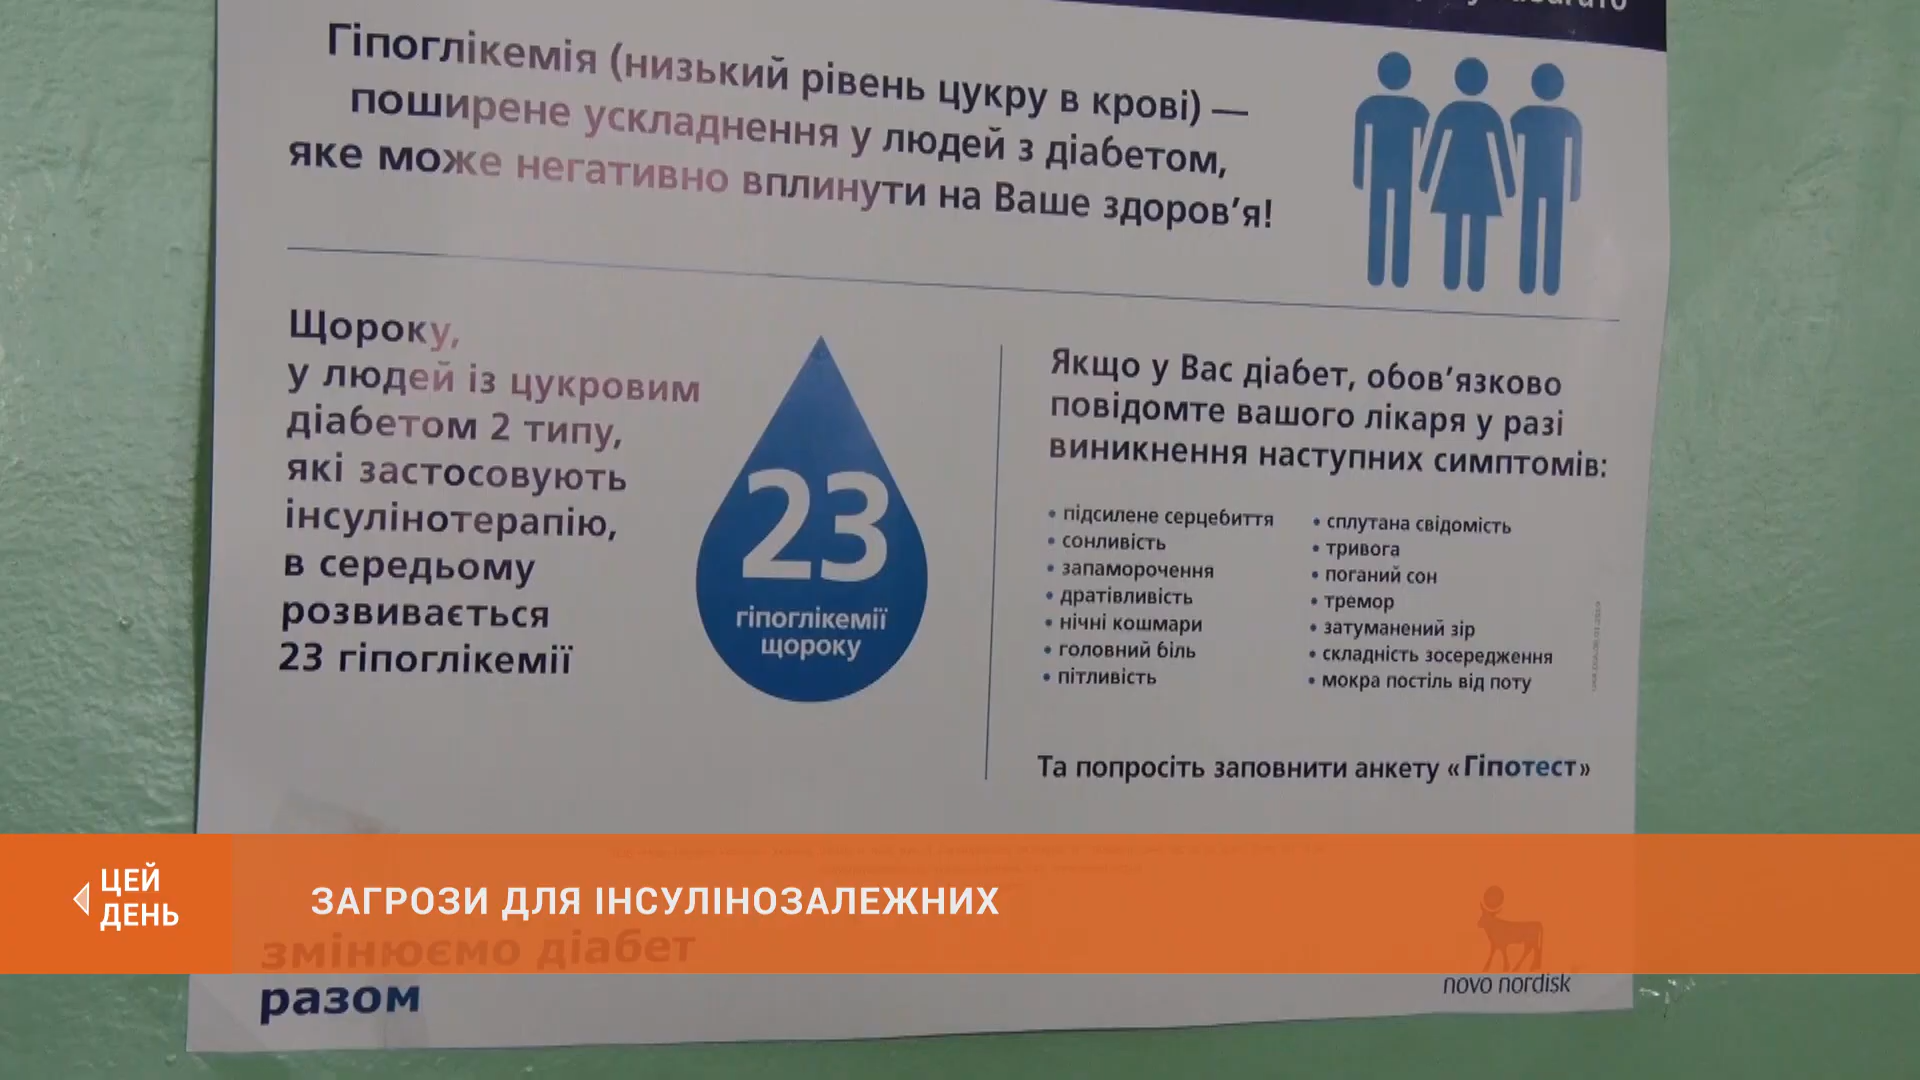 Гіпоглікемія (низький рівень цукру в крові) —
поширене ускладнення у людей з діабетом,
яке може негативно вплинути на Ваше здоров’я!
Щороку,
у людей із цукровим
діабетом 2 типу,
які застосовують
інсулінотерапію,
в середьому
розвивається
23 гіпоглікемії
23
гіпоглікемії
щороку
Якщо у Вас діабет, обов’язково
повідомте вашого лікаря у разі
виникнення наступних симптомів:
• підсилене серцебиття
• сонливість
• запаморочення
• дратівливість
• нічні кошмари
• головний біль
• пітливість
• сплутана свідомість
• тривога
• поганий сон
• тремор
• затуманений зір
• складність зосередження
• мокра постіль від поту
Та попросіть заповнити анкету «Гіпотест»
ЦЕЙ
ДЕНЬ
ЗАГРОЗИ ДЛЯ ІНСУЛІНОЗАЛЕЖНИХ
змінюємо діабет
разом
novo nordisk